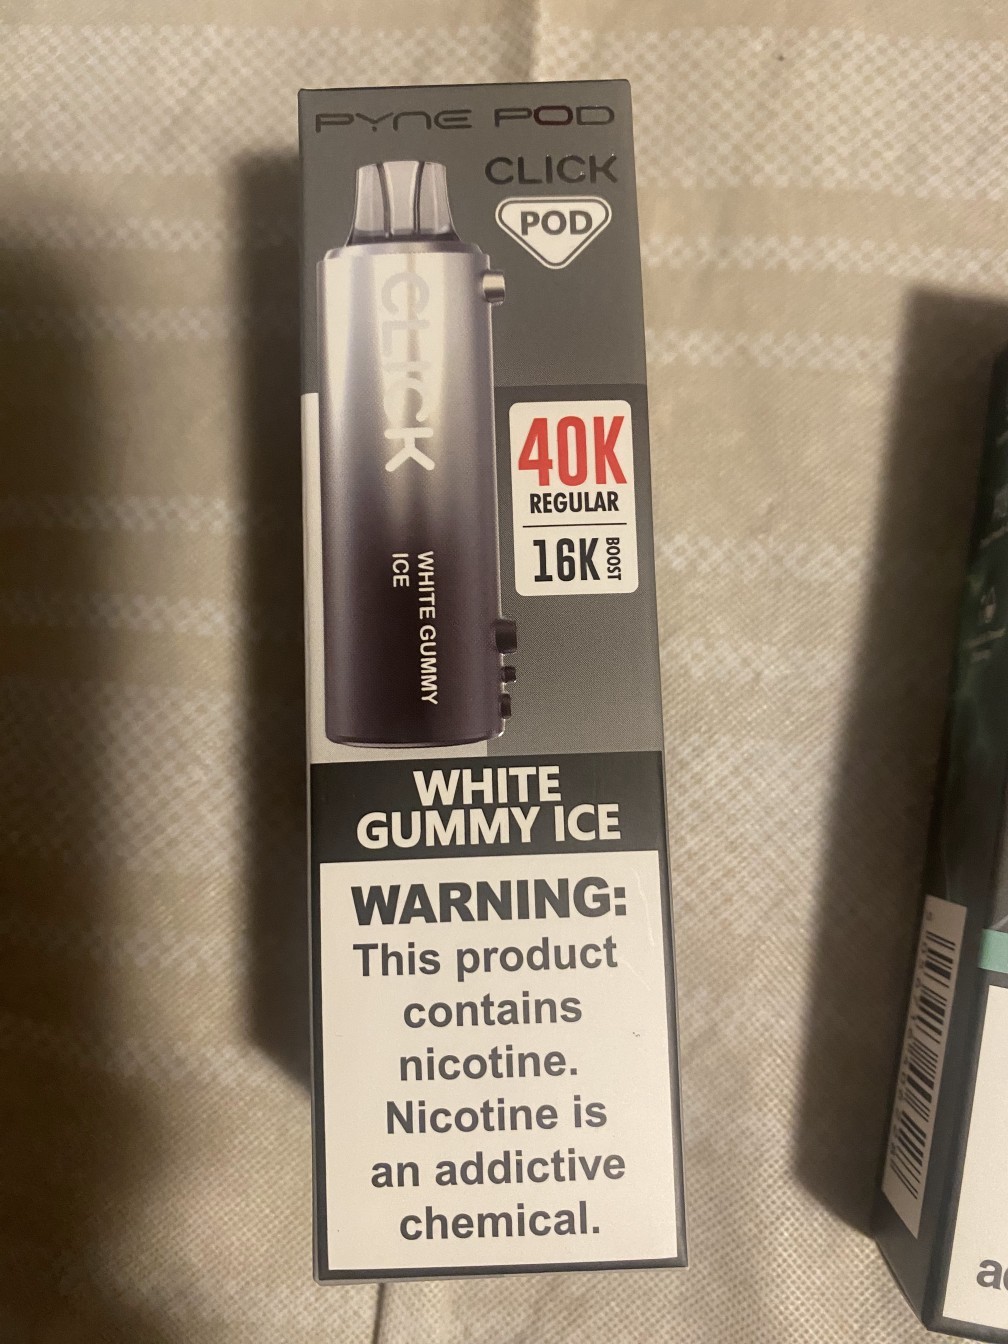 PYNE POD
CLICK
POD
CLICK
40K
REGULAR
16K BOOST
WHITE GUMMY
ICE
WHITE
GUMMY ICE
WARNING:
This product
contains
nicotine.
Nicotine is
an addictive
chemical.